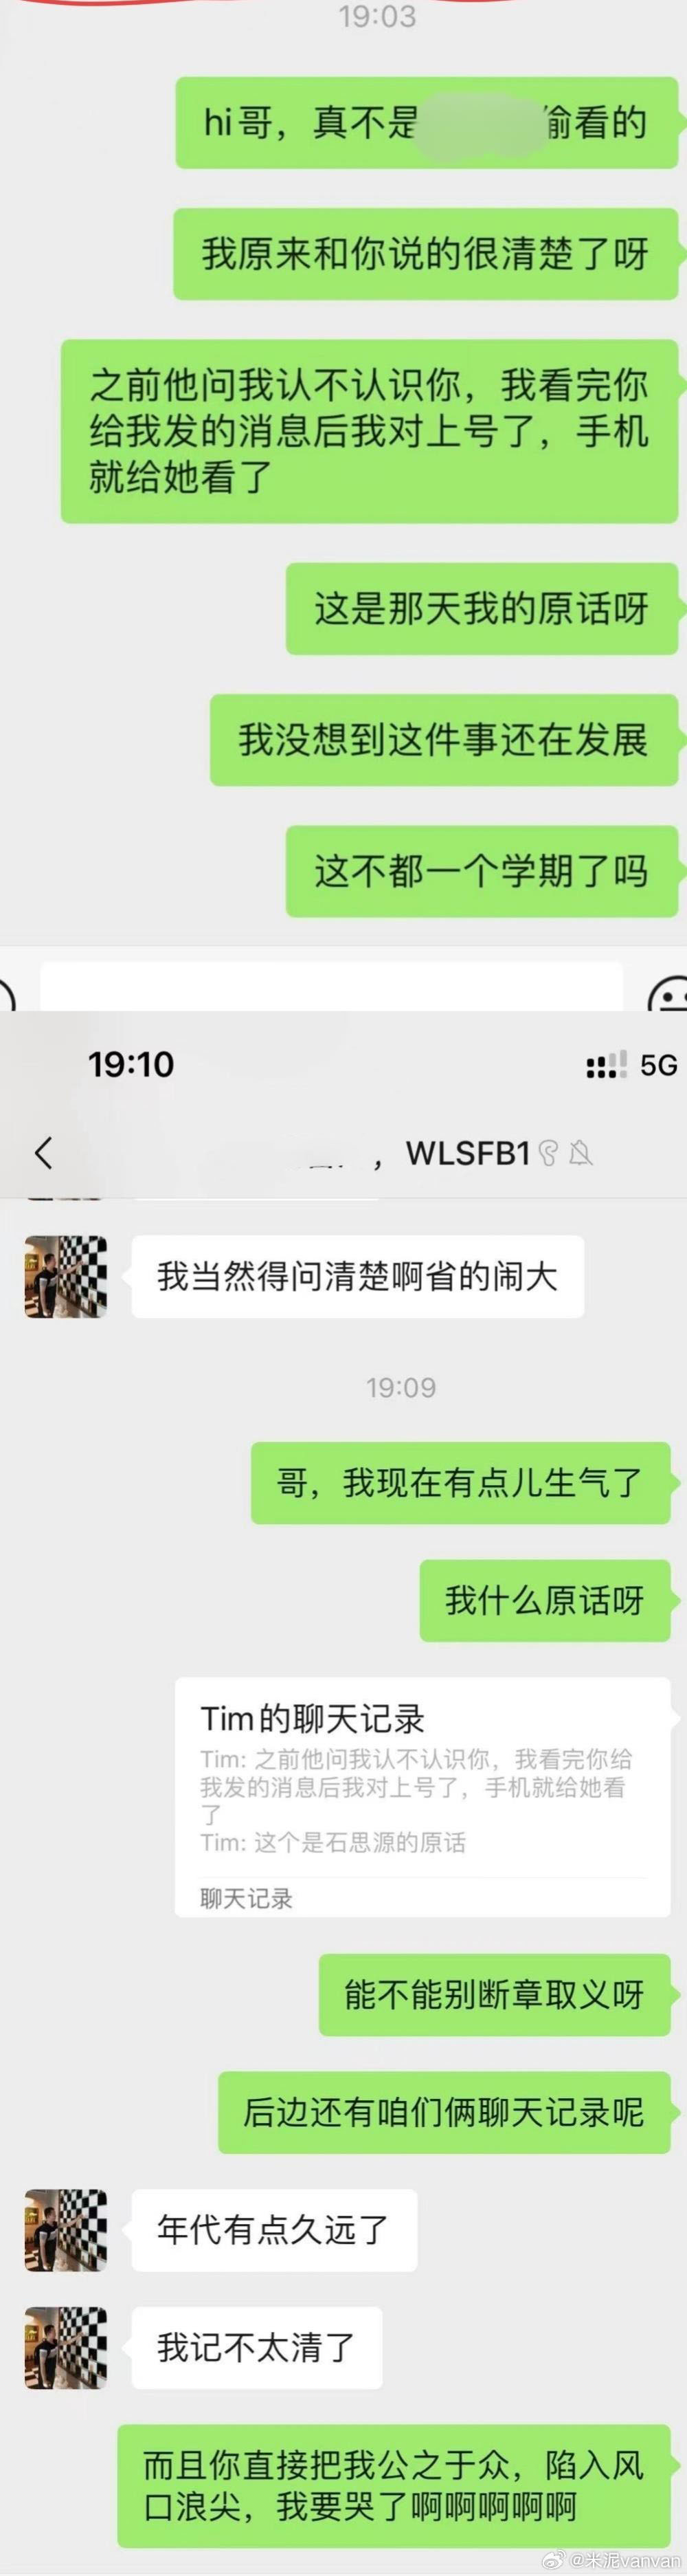 19:03
hi哥，真不是
偷看的
我原来和你说的很清楚了呀
之前他问我认不认识你，我看完你
给我发的消息后我对上号了，手机
就给她看了
这是那天我的原话呀
我没想到这件事还在发展
这不都一个学期了吗
19:10
5G
，WLSFB1
我当然得问清楚啊省的闹大
19:09
哥，我现在有点儿生气了
我什么原话呀
Tim的聊天记录
Tim: 之前他问我认不认识你，我看完你给
我发的消息后我对上号了，手机就给她看
了
Tim: 这个是石思源的原话
聊天记录
能不能别断章取义呀
后边还有咱们俩聊天记录呢
年代有点久远了
我记不太清了
而且你直接把我公之于众，陷入风
口浪尖，我要哭了啊啊啊啊啊
@米泥vanvan